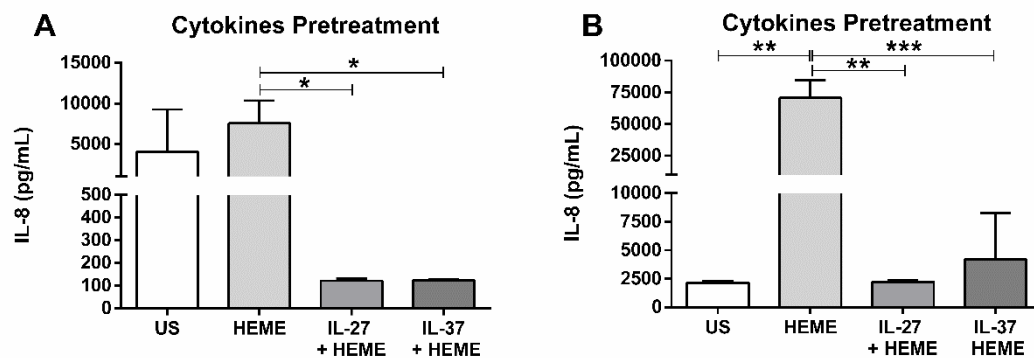 A
Cytokines Pretreatment
IL-8 (pg/mL)
15000
10000
5000
500
400
300
200
100
0
*
*
US
HEME
IL-27
+ HEME
IL-37
+ HEME
B
Cytokines Pretreatment
IL-8 (pg/mL)
100000
75000
50000
25000
10000
7500
5000
2500
0
**
***
**
US
HEME
IL-27
+ HEME
IL-37
HEME